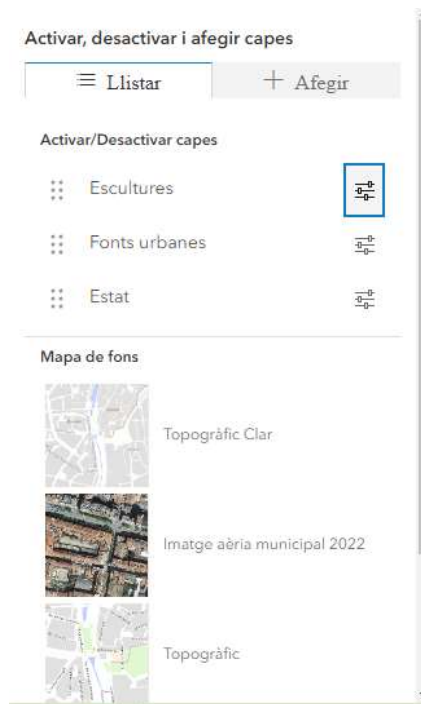 Activar, desactivar i afegir capes
Llistar
Afegir
Activar/Desactivar capes
Escultures
Fonts urbanes
Estat
Mapa de fons
Topogràfic Clar
Imatge aèria municipal 2022
Topogràfic